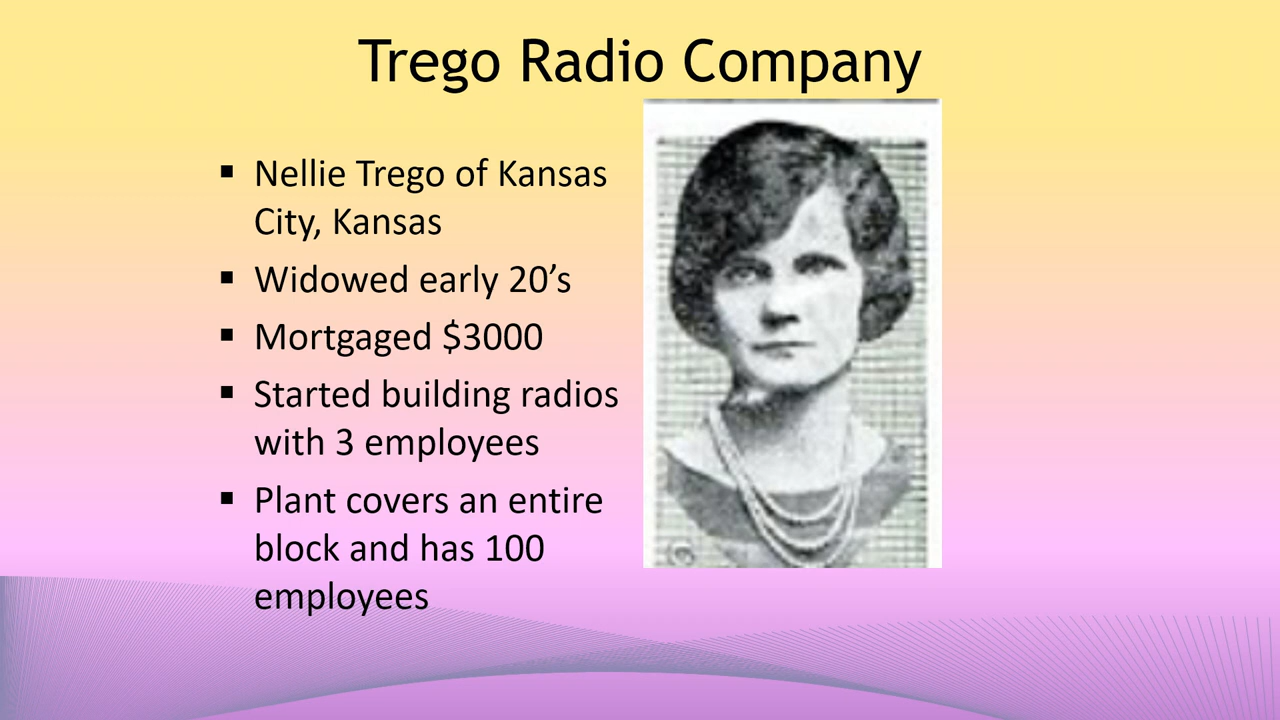 Trego Radio Company
▪ Nellie Trego of Kansas
City, Kansas
▪ Widowed early 20’s
▪ Mortgaged $3000
▪ Started building radios
with 3 employees
▪ Plant covers an entire
block and has 100
employees